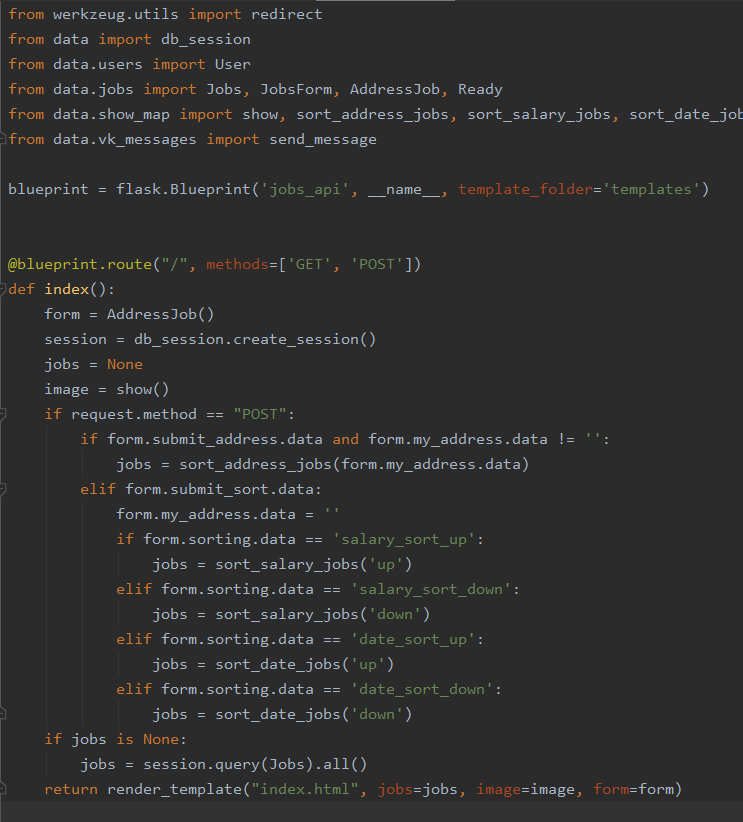 from werkzeug.utils import redirect
from data import db_session
from data.users import User
from data.jobs import Jobs, JobsForm, AddressJob, Ready
from data.show_map import show, sort_address_jobs, sort_salary_jobs, sort_date_job
from data.vk_messages import send_message
blueprint = flask.Blueprint('jobs_api', __name__, template_folder='templates')
@blueprint.route("/", methods=['GET', 'POST'])
def index():
    form = AddressJob()
    session = db_session.create_session()
    jobs = None
    image = show()
    if request.method == "POST":
        if form.submit_address.data and form.my_address.data != '':
            jobs = sort_address_jobs(form.my_address.data)
        elif form.submit_sort.data:
            form.my_address.data = ''
            if form.sorting.data == 'salary_sort_up':
                jobs = sort_salary_jobs('up')
            elif form.sorting.data == 'salary_sort_down':
                jobs = sort_salary_jobs('down')
            elif form.sorting.data == 'date_sort_up':
                jobs = sort_date_jobs('up')
            elif form.sorting.data == 'date_sort_down':
                jobs = sort_date_jobs('down')
    if jobs is None:
        jobs = session.query(Jobs).all()
    return render_template("index.html", jobs=jobs, image=image, form=form)